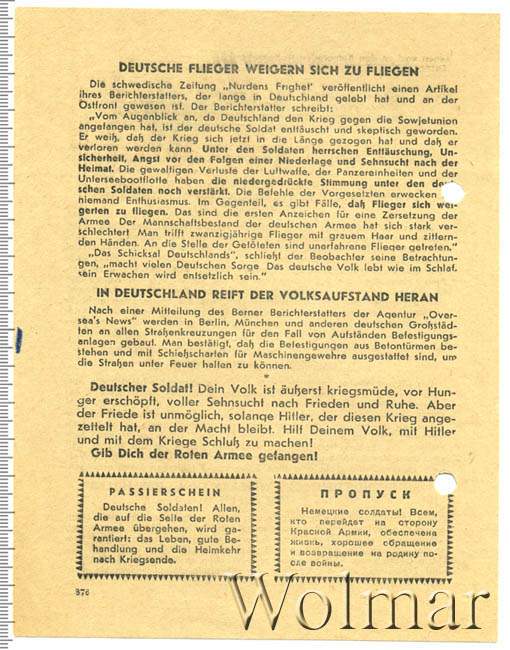 DEUTSCHE FLIEGER WEIGERN SICH ZU FLIEGEN
Die schwedische Zeitung „Nurdens Frighet" veröffentlicht einen Artikel
ihres Berichterstatters, der lange in Deutschland gelebt hat und an der
Ostfront gewesen ist. Der Berichterstatter schreibt:
„Vom Augenblick an, da Deutschland den Krieg gegen die Sowjetunion
angefangen hat, ist der deutsche Soldat enttäuscht und skeptisch geworden.
Er weiß, daß der Krieg sich jetzt in die Länge gezogen hat und daß er
verloren werden kann. Unter den Soldaten herrschen Enttäuschung, Un-
sicherheit, Angst vor den Folgen einer Niederlage und Sehnsucht nach der
Heimat. Die gewaltigen Verluste der Luftwaffe, der Panzereinheiten und der
Unterseebootflotte haben die niedergedrückte Stimmung unter den deut-
schen Soldaten noch verstärkt. Die Befehle der Vorgesetzten erwecken
niemand Enthusiasmus. Im Gegenteil, es gibt Fälle, daß Flieger sich wei-
gerten zu fliegen. Das sind die ersten Anzeichen für eine Zersetzung der
Armee Der Mannschaftsbestand der deutschen Armee hat sich stark ver-
schlechtert Man trifft zwanzigjährige Flieger mit grauem Haar und zittern-
den Händen. An die Stelle der Getöteten sind unerfahrene Flieger getreten."
„Das Schicksal Deutschlands", schließt der Beobachter seine Betrachtun-
gen, „macht vielen Deutschen Sorge Das deutsche Volk lebt wie im Schlaf,
sein Erwachen wird entsetzlich sein."
IN DEUTSCHLAND REIFT DER VOLKSAUFSTAND HERAN
Nach einer Mitteilung des Berner Berichterstatters der Agentur „Over-
sea's News" werden in Berlin, München und anderen deutschen Großstädt-
en an allen Straßenkreuzungen für den Fall von Aufständen Befestigungs-
anlagen gebaut. Man bestätigt, daß die Befestigungen aus Betontürmen be-
stehen und mit Schießscharten für Maschinengewehre ausgestattet sind, um
die Straßen unter Feuer halten zu können.
*
Deutscher Soldat! Dein Volk ist äußerst kriegsmüde, vor Hun-
ger erschöpft, voller Sehnsucht nach Frieden und Ruhe. Aber
der Friede ist unmöglich, solange Hitler, der diesen Krieg ange-
zettelt hat, an der Macht bleibt. Hilf Deinem Volk, mit Hitler
und mit dem Kriege Schluß zu machen!
Gib Dich der Roten Armee gefangen!
PASSIERSCHEIN
Deutsche Soldaten! Allen,
die auf die Seite der Roten
Armee übergehen, wird ga-
rantiert: das Leben, gute Be-
handlung und die Heimkehr
nach Kriegsende.
ПРОПУСК
Немецкие солдаты! Всем,
кто перейдет на сторону
Красной Армии, обеспечена
жизнь, хорошее обращение
и возвращение на родину по-
сле войны.
376
Wolmar